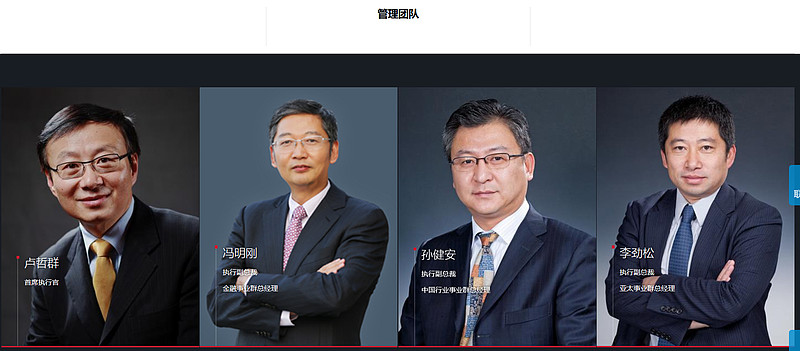 管理团队
卢哲群
首席执行官
冯明刚
执行副总裁
金融事业群总经理
孙健安
执行副总裁
中国行业事业群总经理
李劲松
执行副总裁
亚太事业群总经理